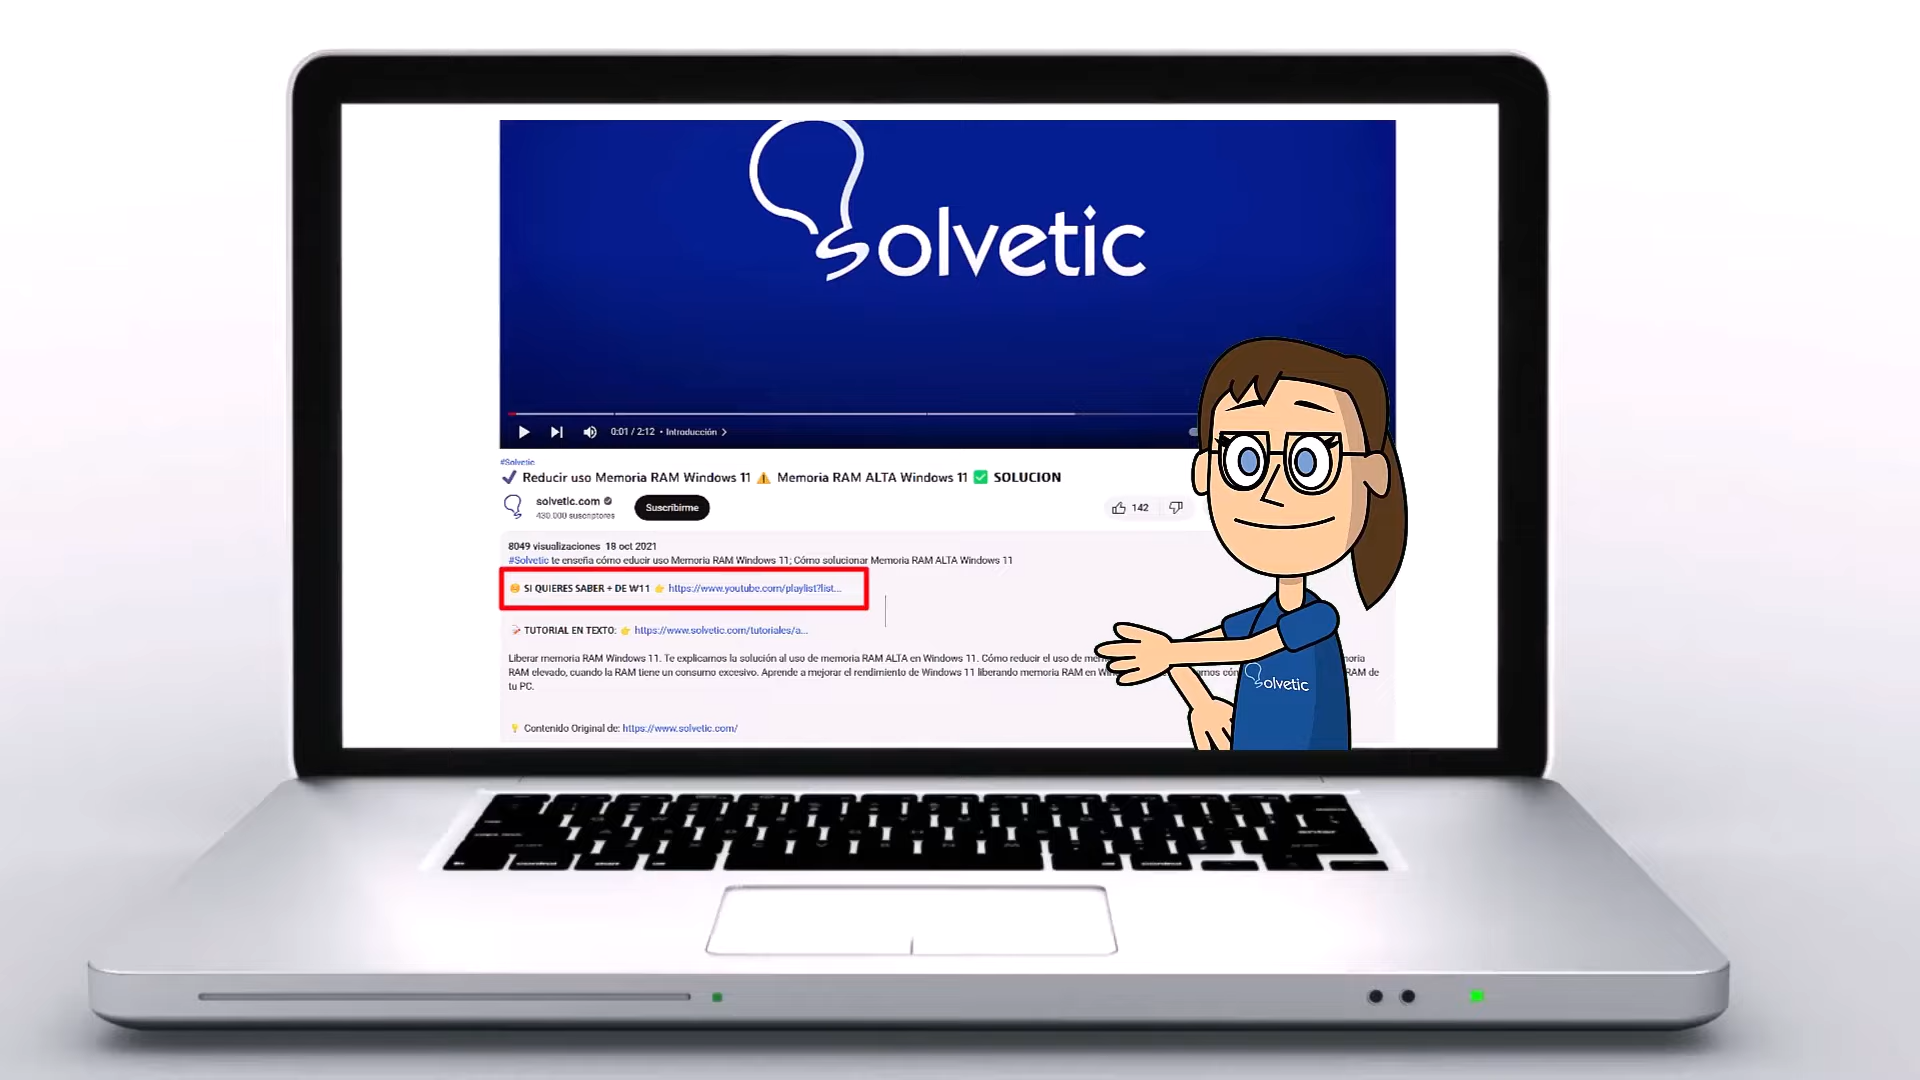 Solvetic
0:01 / 2:12 • Introducción
#Solvetic
✔ Reducir uso Memoria RAM Windows 11 ⚠ Memoria RAM ALTA Windows 11 ✅ SOLUCION
solvetic.com
430.000 suscriptores
Suscribirme
142
8049 visualizaciones 18 oct 2021
#Solvetic te enseña cómo educir uso Memoria RAM Windows 11; Cómo solucionar Memoria RAM ALTA Windows 11
SI QUIERES SABER + DE W11 👉 https://www.youtube.com/playlist?list...
TUTORIAL EN TEXTO: 👉 https://www.solvetic.com/tutoriales/a...
Liberar memoria RAM Windows 11. Te explicamos la solución al uso de memoria RAM ALTA en Windows 11. Cómo reducir el uso de
RAM elevado, cuando la RAM tiene un consumo excesivo. Aprende a mejorar el rendimiento de Windows 11 liberando memoria RAM en RAM de
tu PC.
💡 Contenido Original de: https://www.solvetic.com/
Solvetic